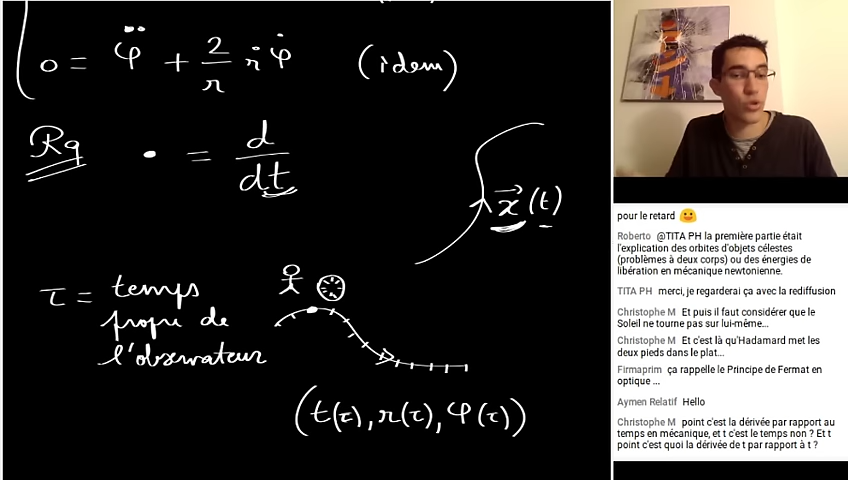 0 = φ̈ + 2/r ṙ φ̇ (idem)
Rq • = d/dt
x⃗(t)
τ = temps
propre de
l'observateur
(t(τ), r(τ), φ(τ))
pour le retard 😀
Roberto @TITA PH la première partie était
l'explication des orbites d'objets célestes
(problèmes à deux corps) ou des énergies de
libération en mécanique newtonienne.
TITA PH merci, je regarderai ça avec la rediffusion
Christophe M Et puis il faut considérer que le
Soleil ne tourne pas sur lui-même...
Christophe M Et c'est là qu'Hadamard met les
deux pieds dans le plat...
Firmaprim ça rappelle le Principe de Fermat en
optique ...
Aymen Relatif Hello
Christophe M point c'est la dérivée par rapport au
temps en mécanique, et t c'est le temps non ? Et t
point c'est quoi la dérivée de t par rapport à t ?